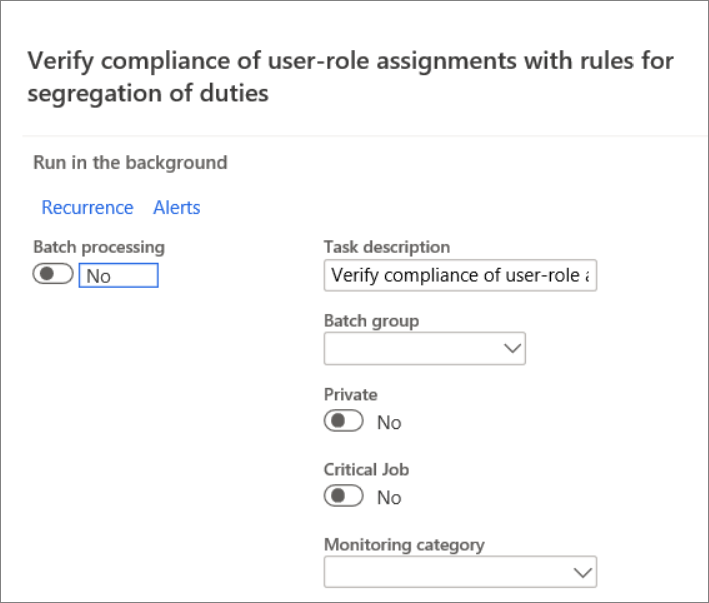 Verify compliance of user-role assignments with rules for
segregation of duties
Run in the background
Recurrence Alerts
Batch processing
No
Task description
Verify compliance of user-role
Batch group
Private
No
Critical Job
No
Monitoring category